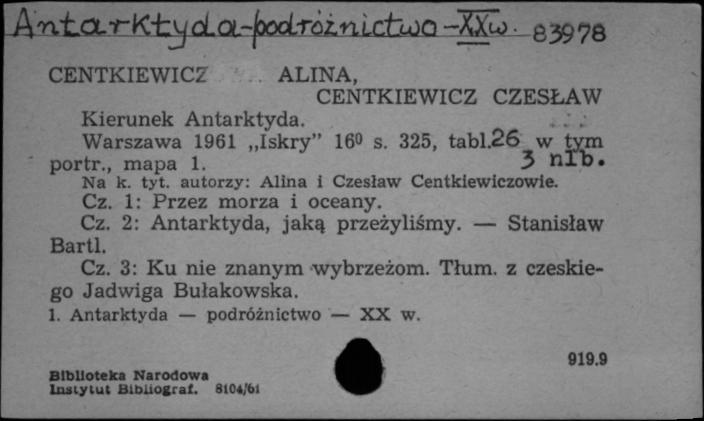 Antarktyda-podróżnictwo-XXw. 83978
CENTKIEWICZ ALINA,
CENTKIEWICZ CZESŁAW
Kierunek Antarktyda.
Warszawa 1961 „Iskry” 16⁰ s. 325, tabl.26 w tym
portr., mapa 1. 3 nlb.
Na k. tyt. autorzy: Alina i Czesław Centkiewiczowie.
Cz. 1: Przez morza i oceany.
Cz. 2: Antarktyda, jaką przeżyliśmy. — Stanisław
Bartl.
Cz. 3: Ku nie znanym wybrzeżom. Tłum. z czeskie-
go Jadwiga Bułakowska.
1. Antarktyda — podróżnictwo — XX w.
919.9
Biblioteka Narodowa
Instytut Bibliograf. 8104/61